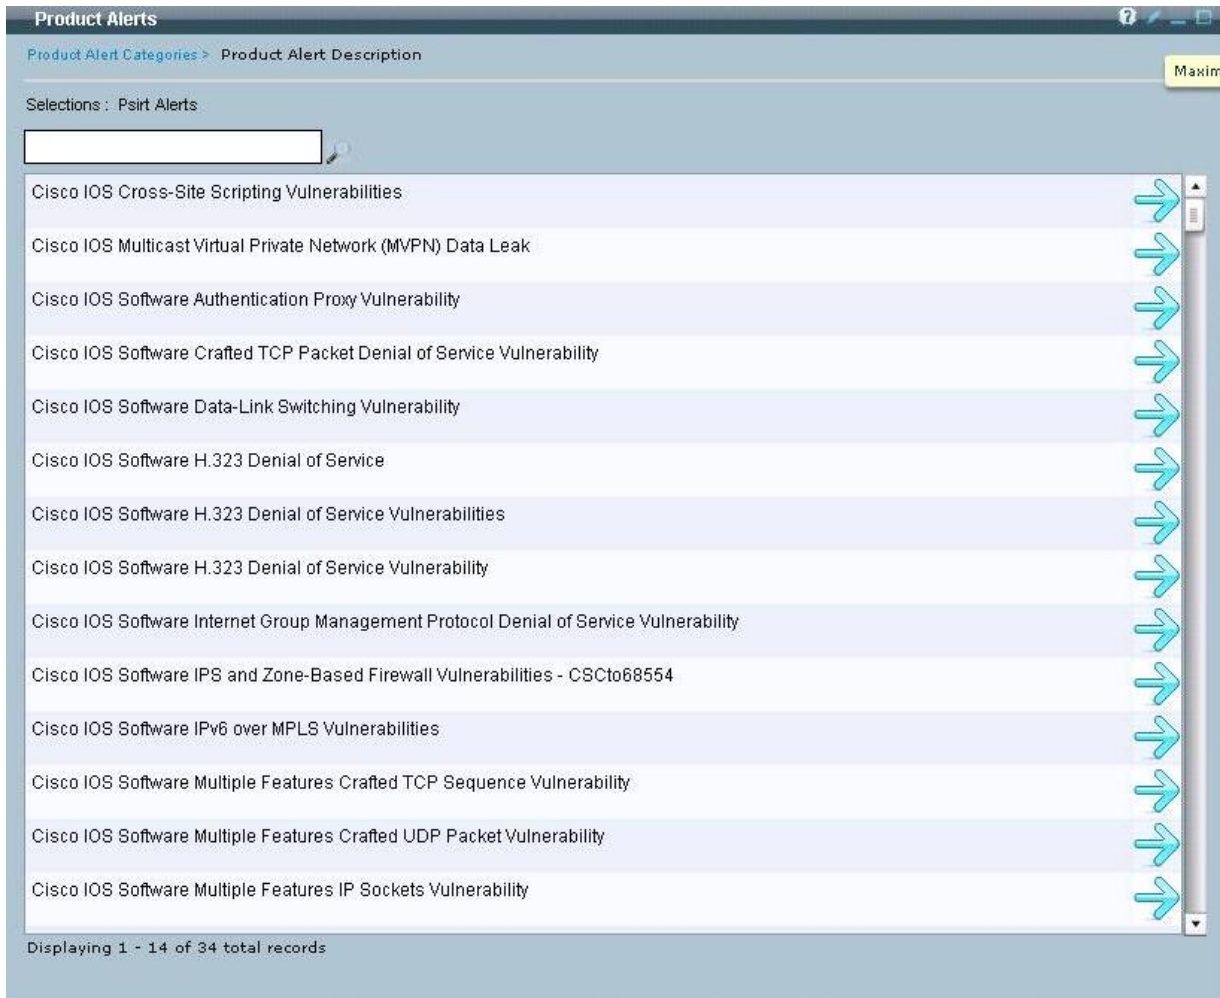 Product Alerts
Product Alert Categories > Product Alert Description
Maxim
Selections : Psirt Alerts
Cisco IOS Cross-Site Scripting Vulnerabilities
Cisco IOS Multicast Virtual Private Network (MVPN) Data Leak
Cisco IOS Software Authentication Proxy Vulnerability
Cisco IOS Software Crafted TCP Packet Denial of Service Vulnerability
Cisco IOS Software Data-Link Switching Vulnerability
Cisco IOS Software H.323 Denial of Service
Cisco IOS Software H.323 Denial of Service Vulnerabilities
Cisco IOS Software H.323 Denial of Service Vulnerability
Cisco IOS Software Internet Group Management Protocol Denial of Service Vulnerability
Cisco IOS Software IPS and Zone-Based Firewall Vulnerabilities - CSCto68554
Cisco IOS Software IPv6 over MPLS Vulnerabilities
Cisco IOS Software Multiple Features Crafted TCP Sequence Vulnerability
Cisco IOS Software Multiple Features Crafted UDP Packet Vulnerability
Cisco IOS Software Multiple Features IP Sockets Vulnerability
Displaying 1 - 14 of 34 total records